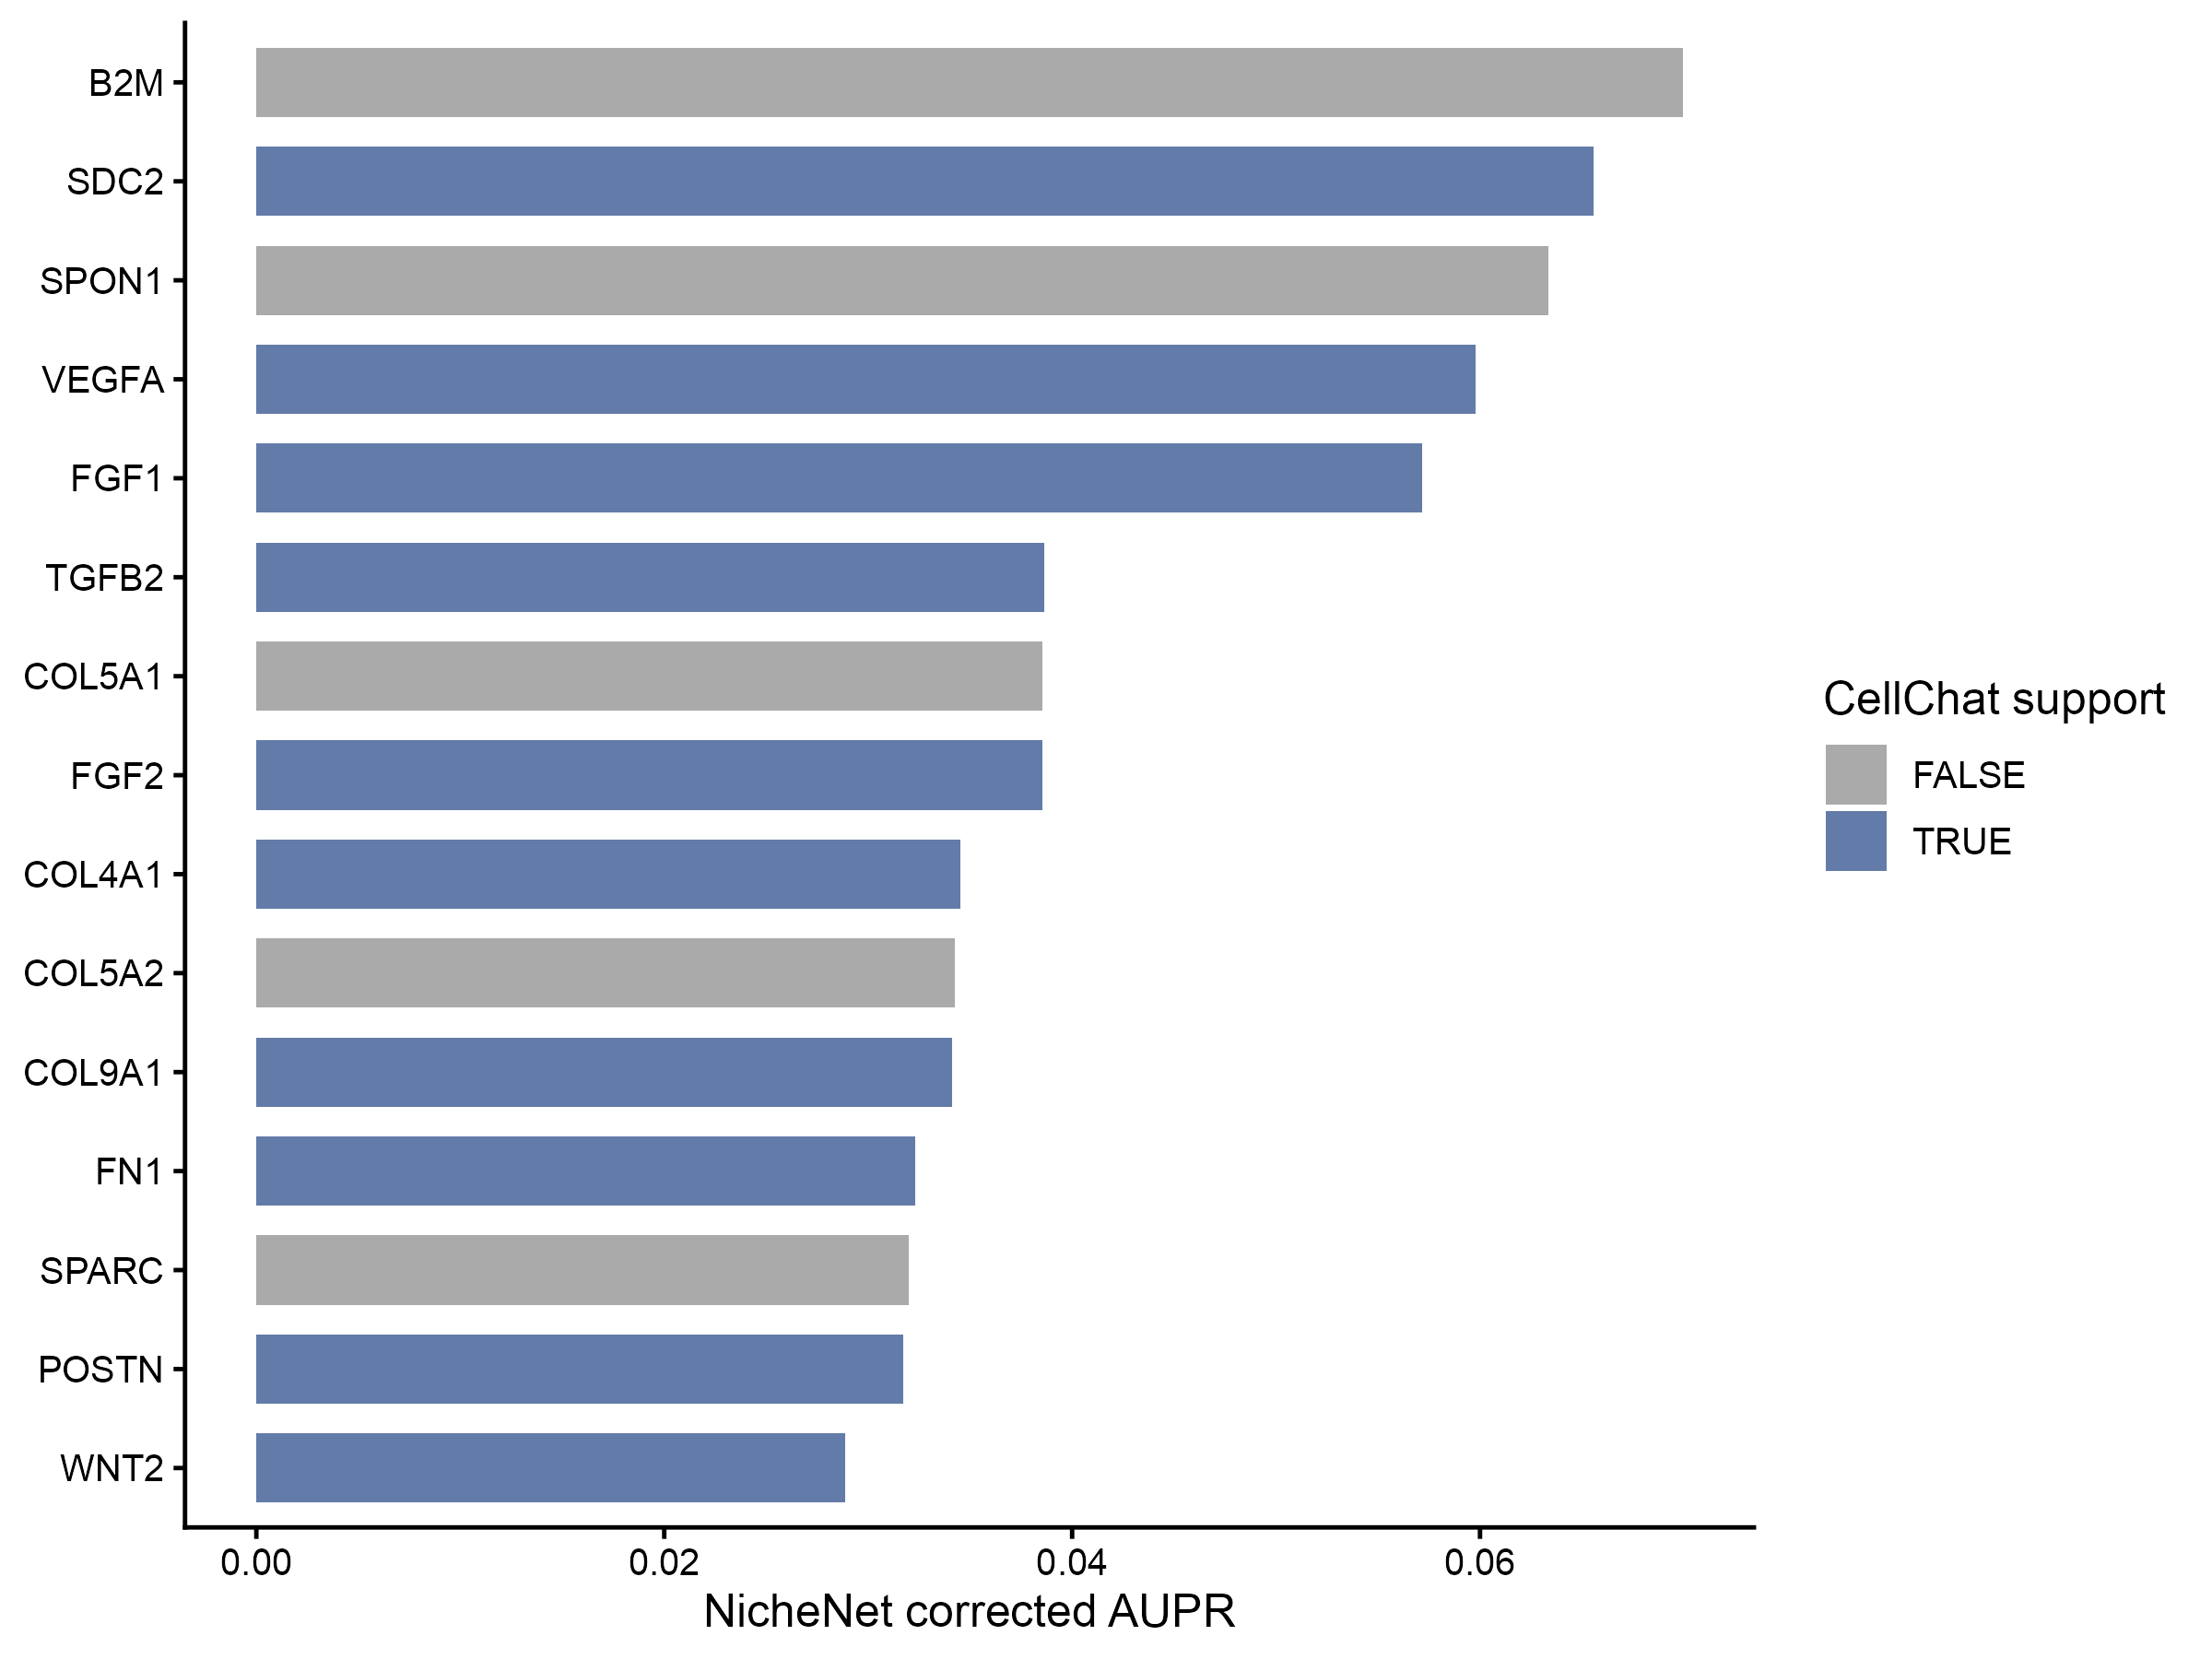 B2M
SDC2
SPON1
VEGFA
FGF1
TGFB2
COL5A1
FGF2
COL4A1
COL5A2
COL9A1
FN1
SPARC
POSTN
WNT2
0.00 0.02 0.04 0.06
NicheNet corrected AUPR
CellChat support
FALSE
TRUE